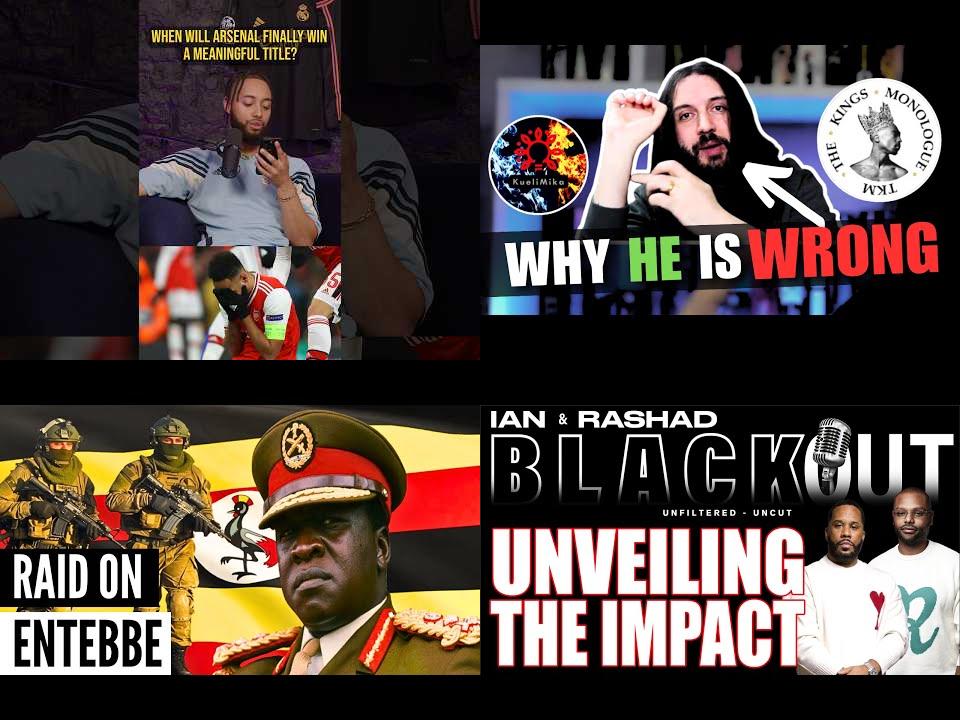 WHEN WILL ARSENAL FINALLY WIN
A MEANINGFUL TITLE?
KueliMika
THE KINGS MONOLOGUE
TKM
WHY HE IS WRONG
RAID ON
ENTEBBE
IAN & RASHAD
BLACKOUT
UNFILTERED - UNCUT
UNVEILING
THE IMPACT